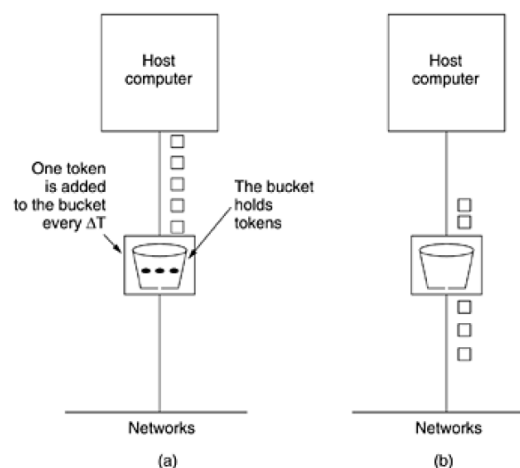 Host
computer
One token
is added
to the bucket
every ΔT
The bucket
holds
tokens
Networks
(a)
Host
computer
Networks
(b)